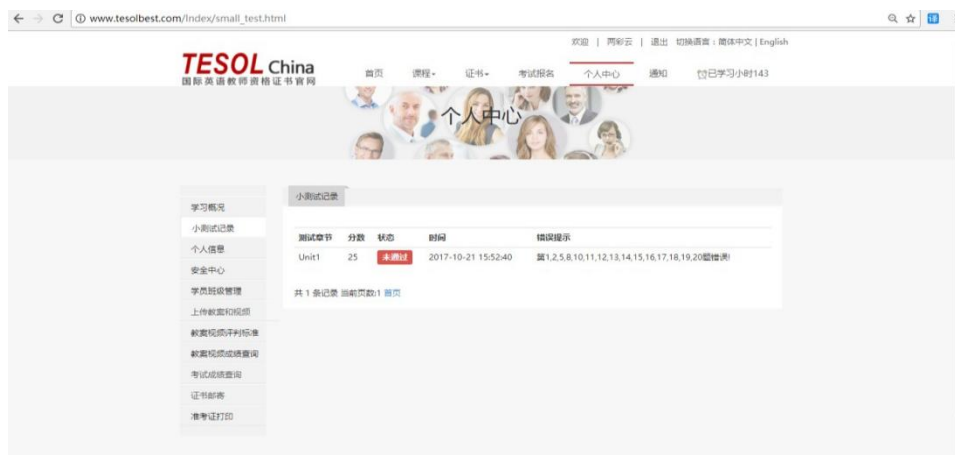 www.tesolbest.com/Index/small_test.html
欢迎 | 两彩云 | 退出 切换语言：简体中文 | English
TESOL China
国际英语教师资格证书官网
首页 课程 证书 考试报名 个人中心 通知 已学习小时143
个人中心
小测试记录
学习概况
小测试记录
个人信息
安全中心
学员班级管理
上传教案和视频
教案视频评判标准
教案视频成绩查询
考试成绩查询
证书邮寄
准考证打印
测试章节 分数 状态 时间 错误提示
Unit1 25 未通过 2017-10-21 15:52:40 第1,2,5,8,10,11,12,13,14,15,16,17,18,19,20题错误!
共 1 条记录 当前页数:1 首页